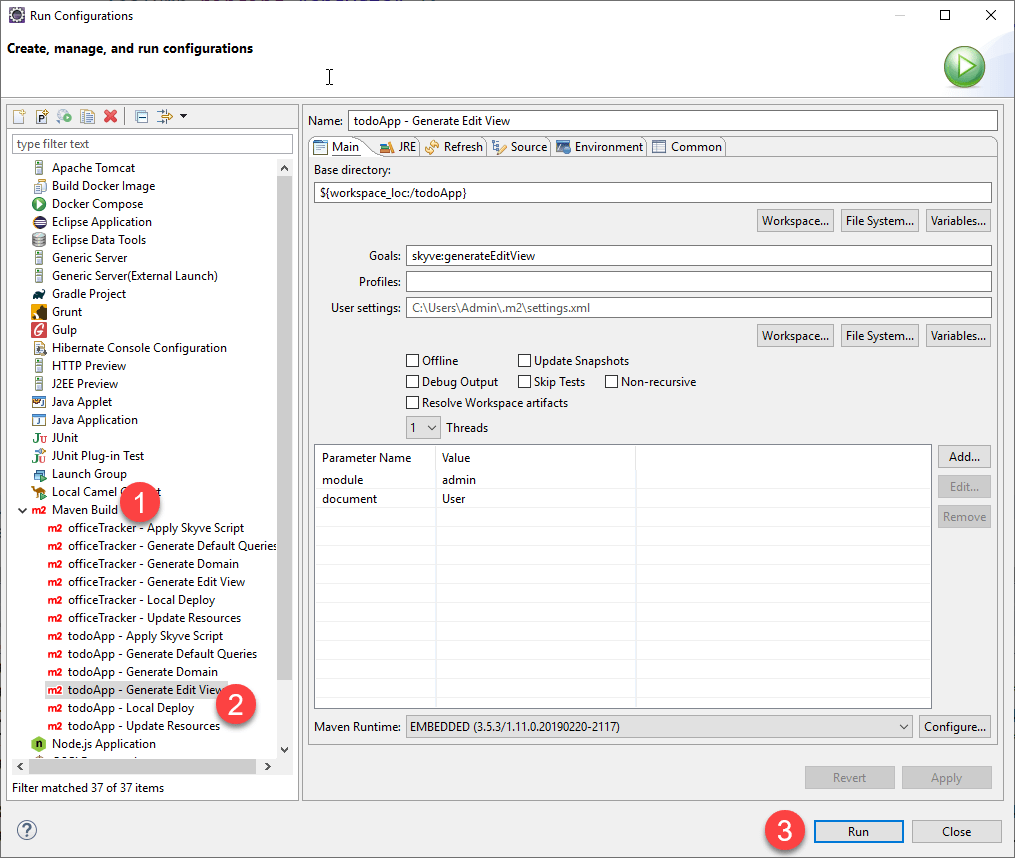 Run Configurations
Create, manage, and run configurations
type filter text
Apache Tomcat
Build Docker Image
Docker Compose
Eclipse Application
Eclipse Data Tools
Generic Server
Generic Server(External Launch)
Gradle Project
Grunt
Gulp
Hibernate Console Configuration
HTTP Preview
J2EE Preview
Java Applet
Java Application
JUnit
JUnit Plug-in Test
Launch Group
Local Camel
1
m2 Maven Build
m2 officeTracker - Apply Skyve Script
m2 officeTracker - Generate Default Queries
m2 officeTracker - Generate Domain
m2 officeTracker - Generate Edit View
m2 officeTracker - Local Deploy
m2 officeTracker - Update Resources
m2 todoApp - Apply Skyve Script
m2 todoApp - Generate Default Queries
m2 todoApp - Generate Domain
m2 todoApp - Generate Edit View
2
m2 todoApp - Local Deploy
m2 todoApp - Update Resources
Node.js Application
Filter matched 37 of 37 items
Name: todoApp - Generate Edit View
Main JRE Refresh Source Environment Common
Base directory:
${workspace_loc:/todoApp}
Workspace... File System... Variables...
Goals: skyve:generateEditView
Profiles:
User settings: C:\Users\Admin\.m2\settings.xml
Workspace... File System... Variables...
Offline Update Snapshots
Debug Output Skip Tests Non-recursive
Resolve Workspace artifacts
1 Threads
Parameter Name Value
module admin
document User
Add...
Edit...
Remove
Maven Runtime: EMBEDDED (3.5.3/1.11.0.20190220-2117) Configure...
Revert Apply
3 Run Close